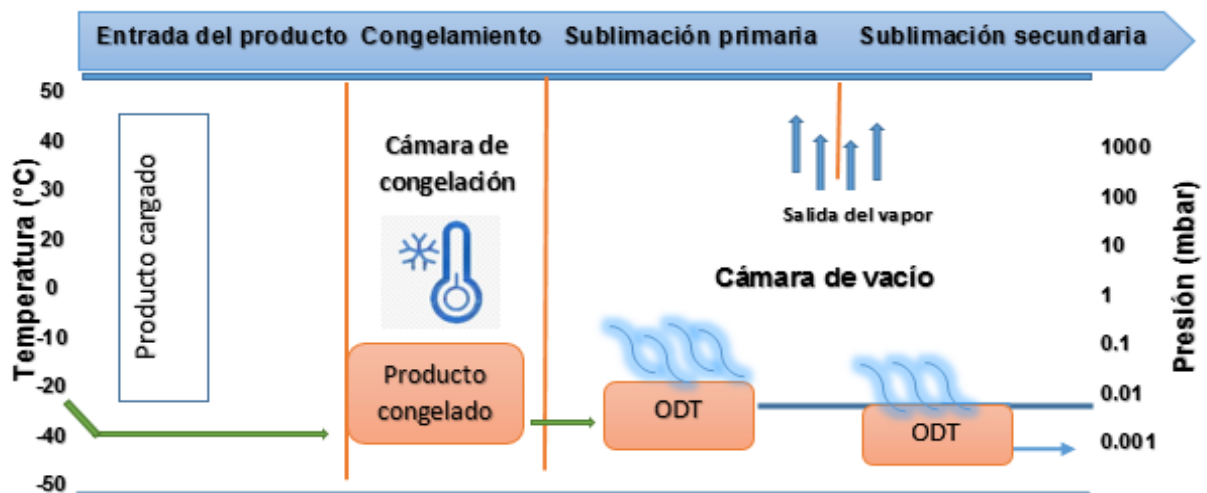 Entrada del producto
Congelamiento
Sublimación primaria
Sublimación secundaria
Temperatura (°C)
50
40
30
20
10
0
-10
-20
-40
-50
Producto cargado
Cámara de
congelación
Producto
congelado
Salida del vapor
Cámara de vacío
ODT
ODT
1000
100
10
1
0.1
0.01
0.001
Presión (mbar)